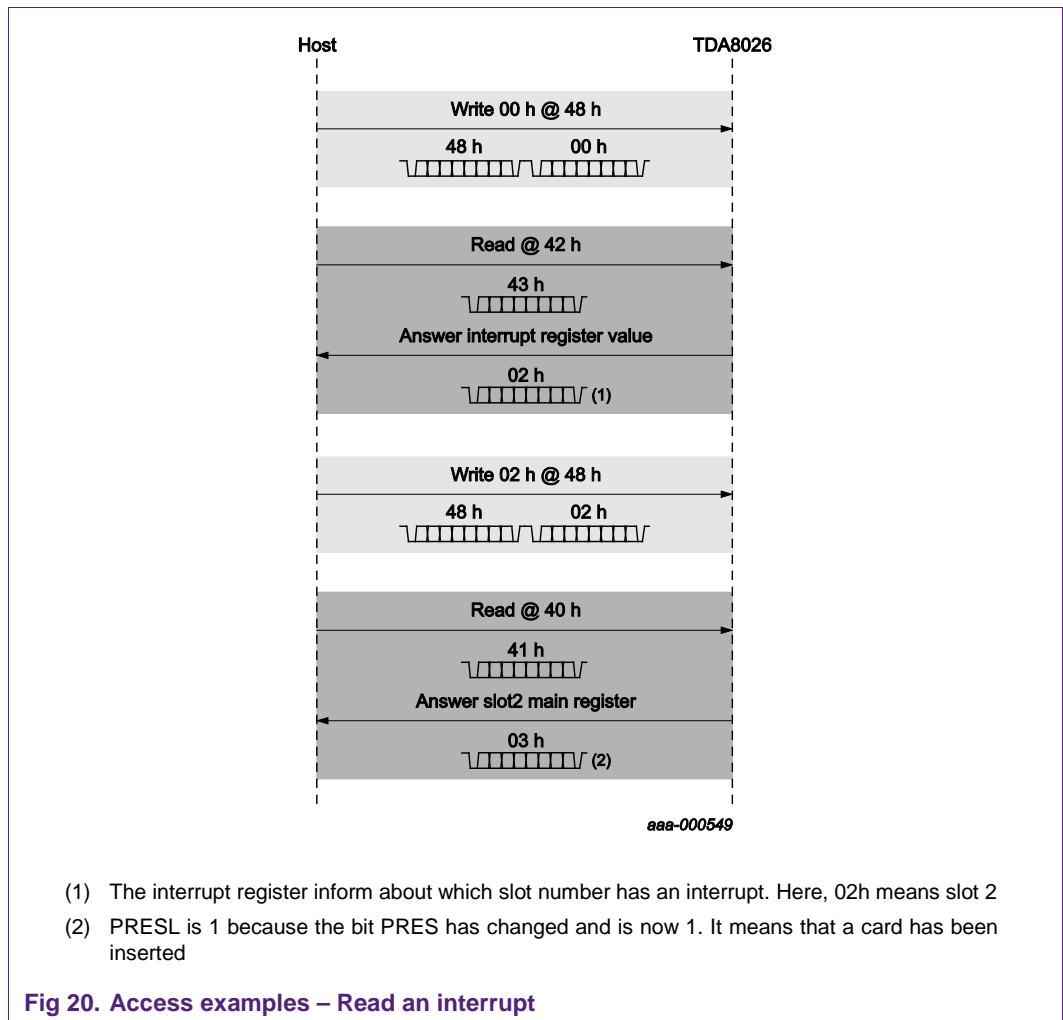 Host TDA8026
Write 00 h @ 48 h
48 h 00 h
Read @ 42 h
43 h
Answer interrupt register value
02 h
(1)
Write 02 h @ 48 h
48 h 02 h
Read @ 40 h
41 h
Answer slot2 main register
03 h
(2)
aaa-000549
(1) The interrupt register inform about which slot number has an interrupt. Here, 02h means slot 2
(2) PRESL is 1 because the bit PRES has changed and is now 1. It means that a card has been
inserted
Fig 20. Access examples – Read an interrupt